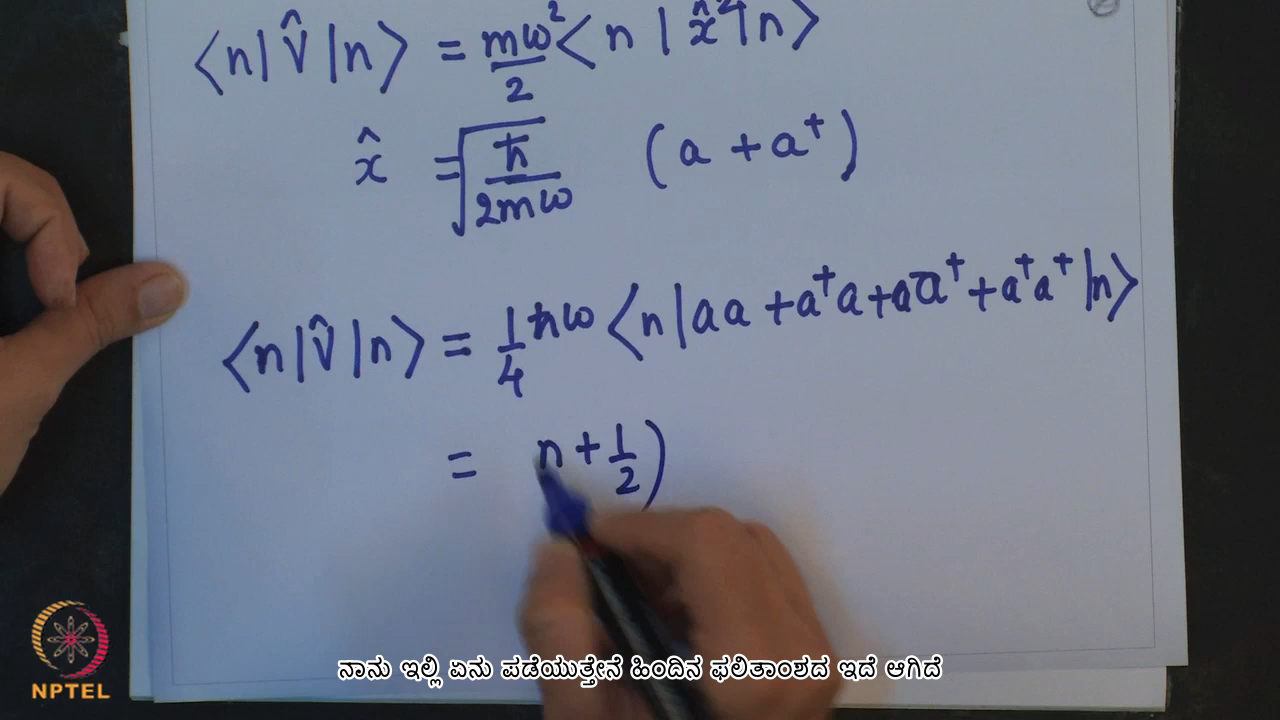 ⟨n| V̂ |n⟩ = mω²/2 ⟨n| x̂² |n⟩
x̂ = √(ħ/2mω) (a + a†)
⟨n| V̂ |n⟩ = 1/4 ħω ⟨n| aa + a†a + aa† + a†a† |n⟩
= n + 1/2 )
ನಾನು ಇಲ್ಲಿ ಏನು ಪಡೆಯುತ್ತೇನೆ ಹಿಂದಿನ ಫಲಿತಾಂಶದ ಇದೆ ಆಗಿದೆ
NPTEL